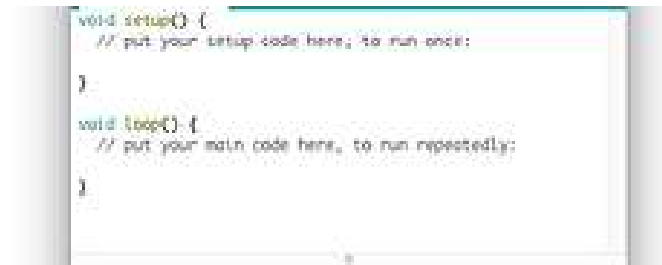 void setup() {
// put your setup code here, to run once:
}
void loop() {
// put your main code here, to run repeatedly:
}